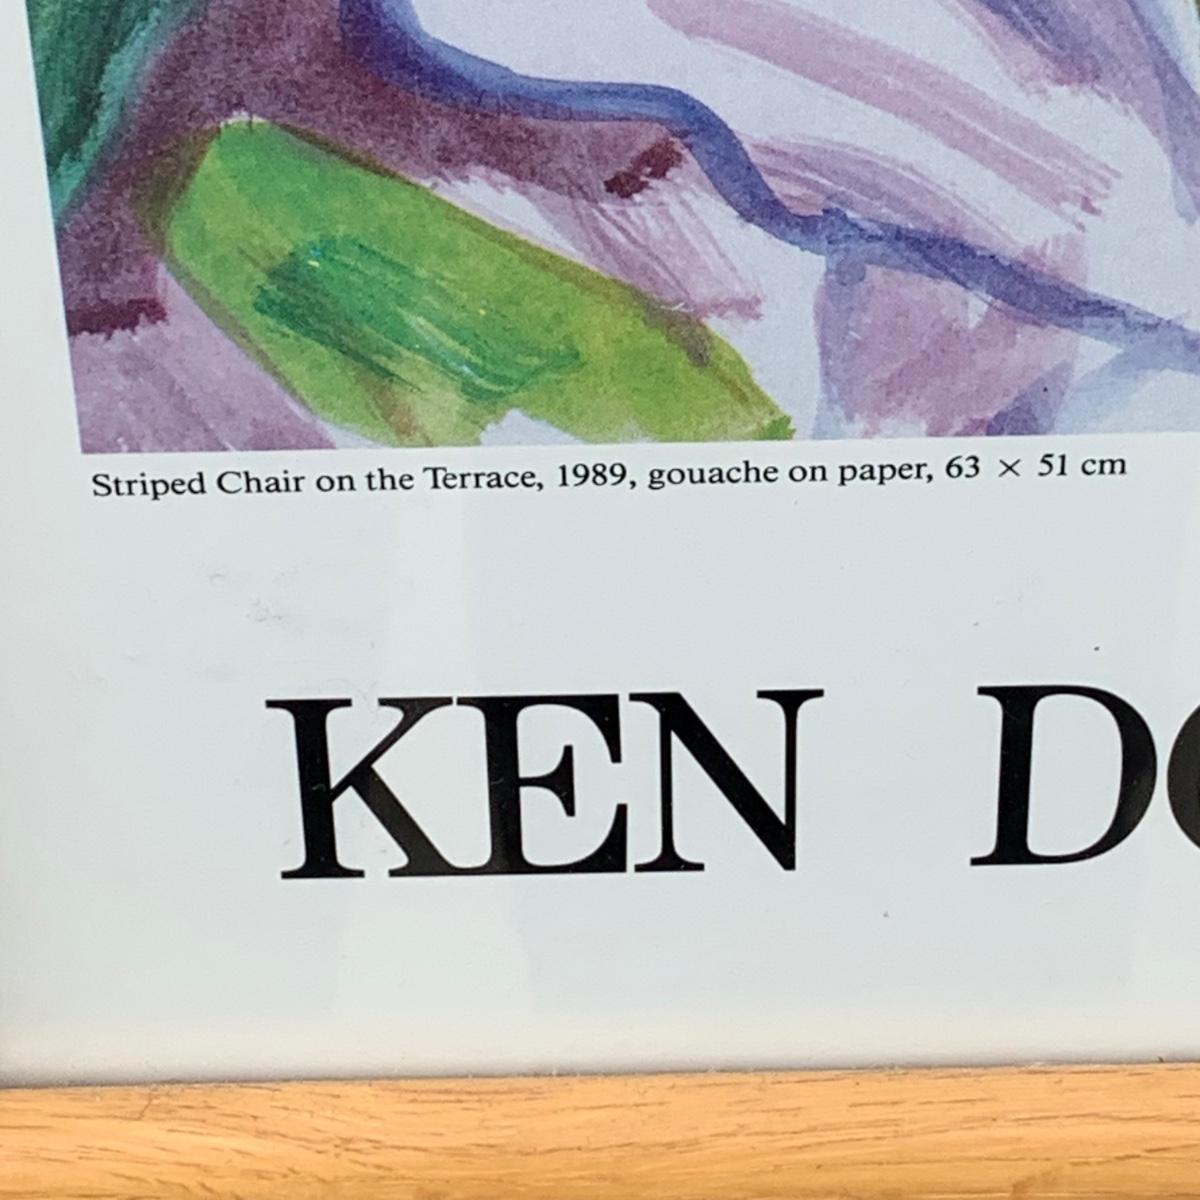 Striped Chair on the Terrace, 1989, gouache on paper, 63 × 51 cm
KEN D